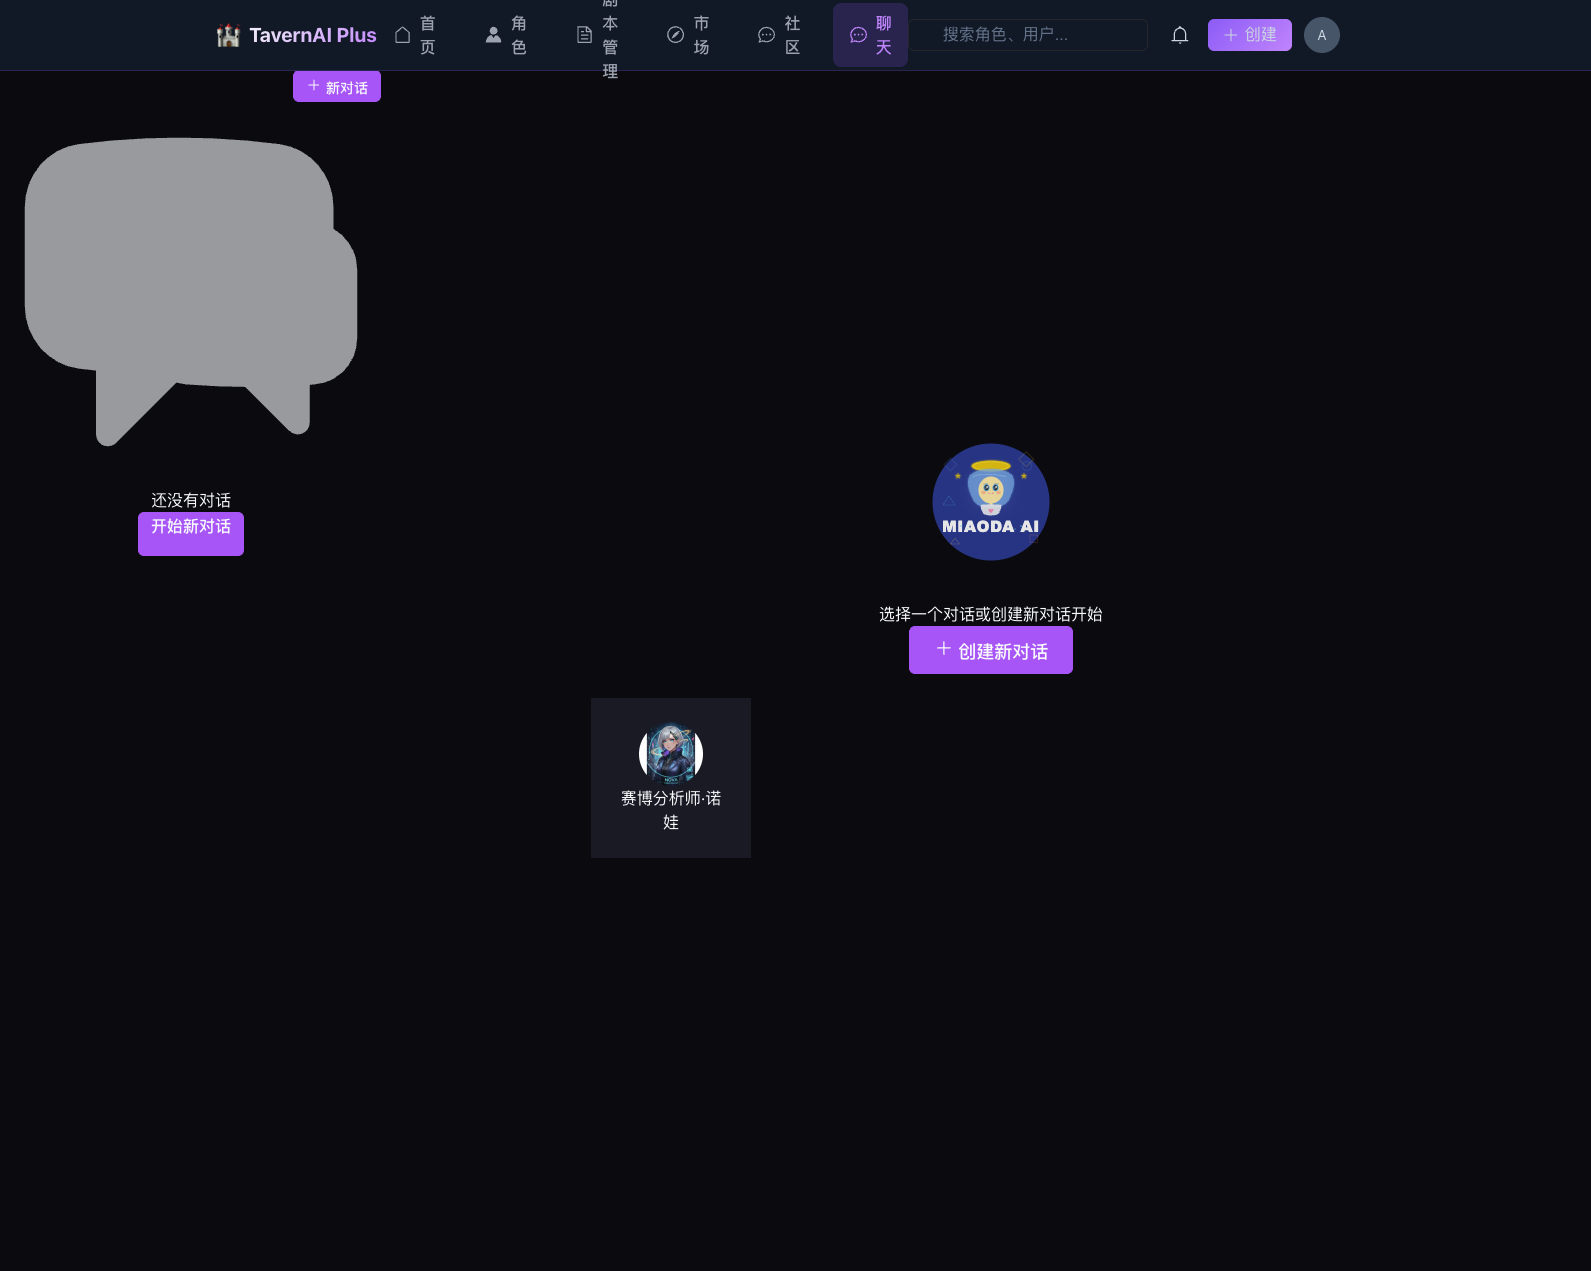 TavernAI Plus
首页
角色
剧本管理
市场
社区
聊天
搜索角色、用户...
创建
A
新对话
还没有对话
开始新对话
MIAODA AI
选择一个对话或创建新对话开始
创建新对话
赛博分析师·诺
娃